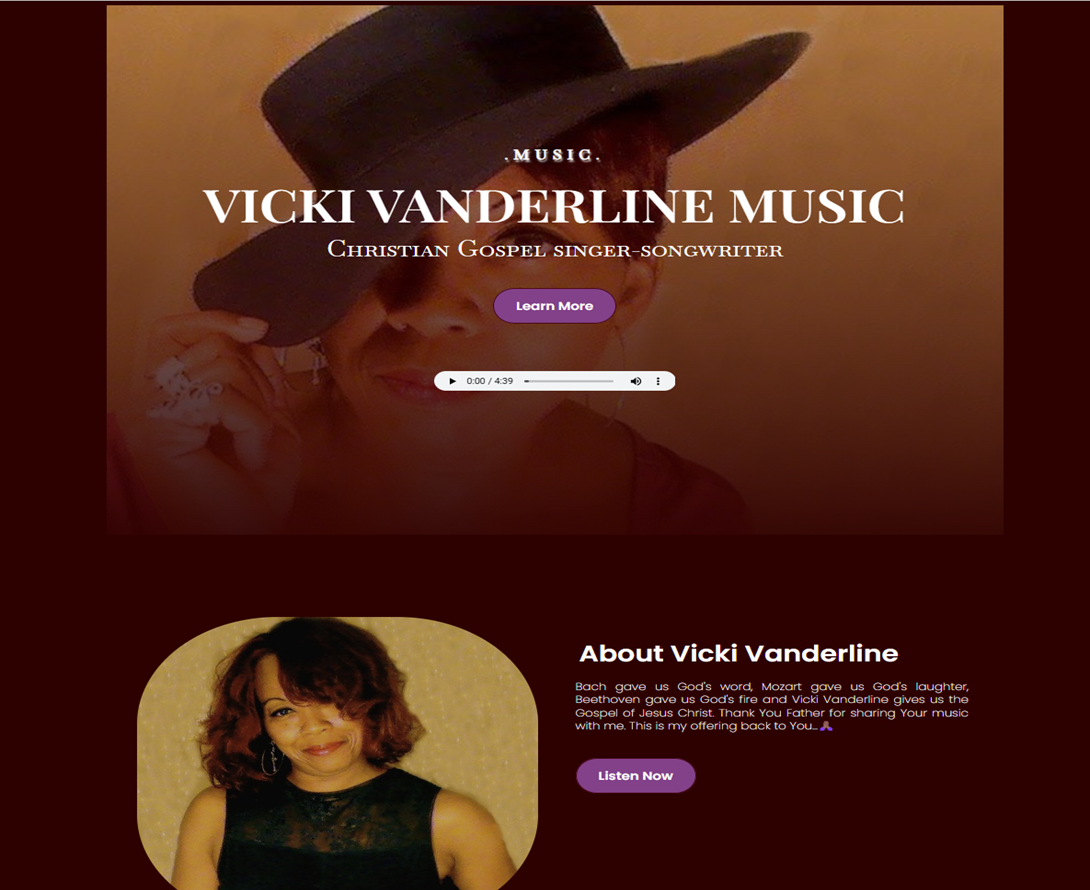 .MUSIC.
VICKI VANDERLINE MUSIC
Christian Gospel singer-songwriter
Learn More
0:00 / 4:39
About Vicki Vanderline
Bach gave us God's word, Mozart gave us God's laughter,
Beethoven gave us God's fire and Vicki Vanderline gives us the
Gospel of Jesus Christ. Thank You Father for sharing Your music
with me. This is my offering back to You...
Listen Now